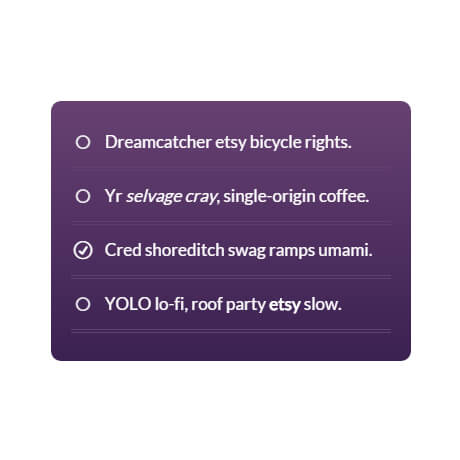 Dreamcatcher etsy bicycle rights.
Yr selvage cray, single-origin coffee.
Cred shoreditch swag ramps umami.
YOLO lo-fi, roof party etsy slow.